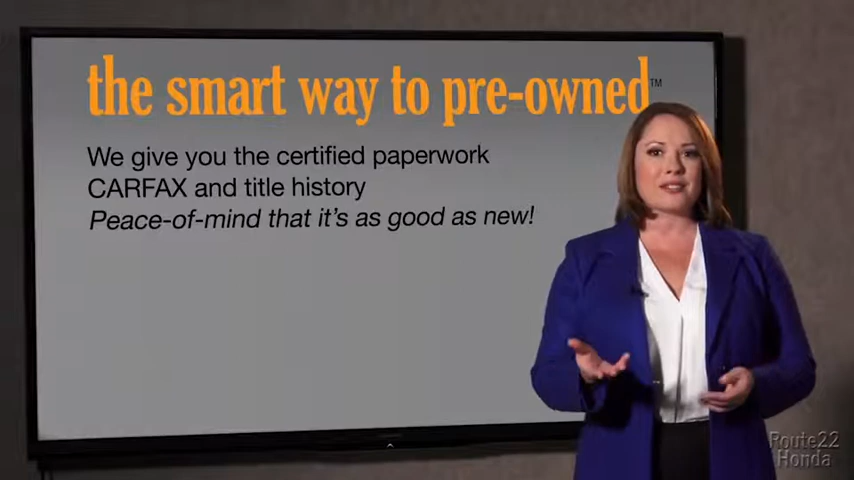 the smart way to pre-owned™
We give you the certified paperwork
CARFAX and title history
Peace-of-mind that it's as good as new!
Route22
Honda